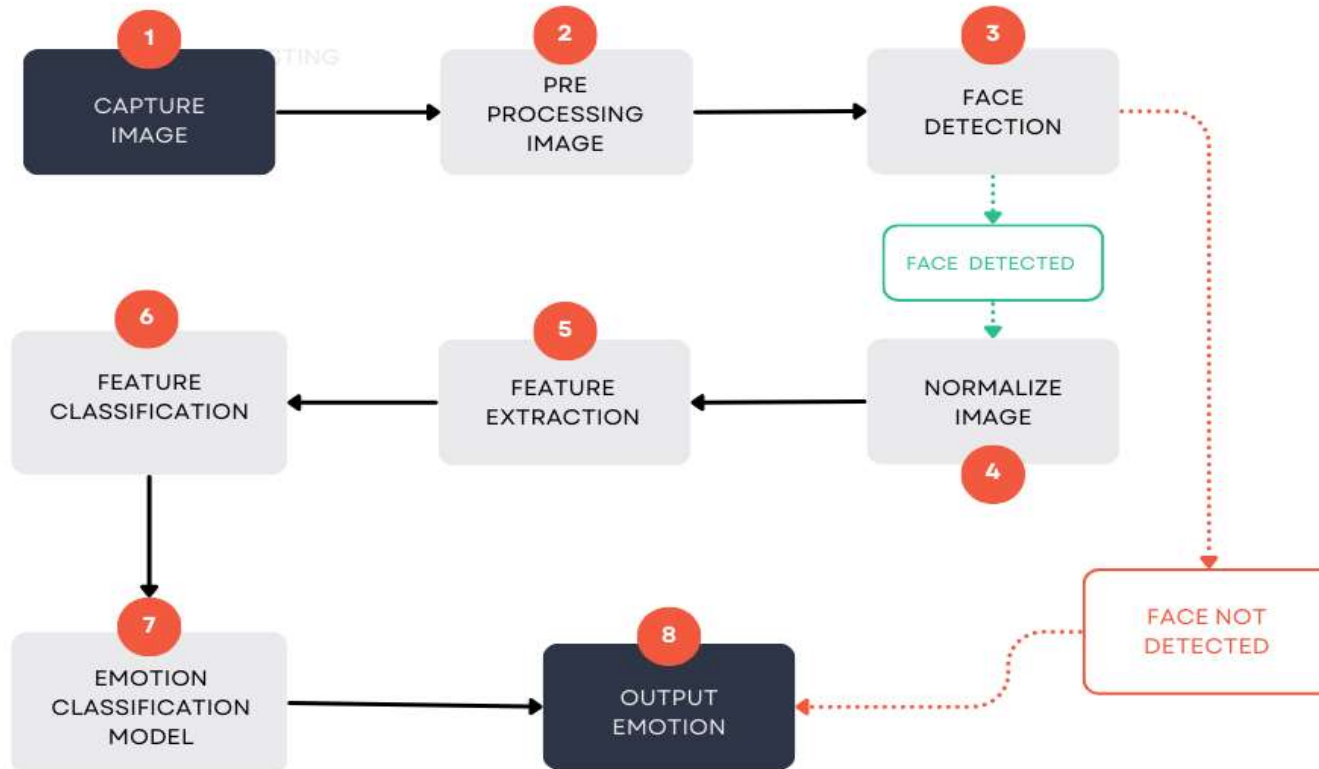 1
CAPTURE
IMAGE
2
PRE
PROCESSING
IMAGE
3
FACE
DETECTION
FACE DETECTED
4
NORMALIZE
IMAGE
5
FEATURE
EXTRACTION
6
FEATURE
CLASSIFICATION
7
EMOTION
CLASSIFICATION
MODEL
8
OUTPUT
EMOTION
FACE NOT
DETECTED